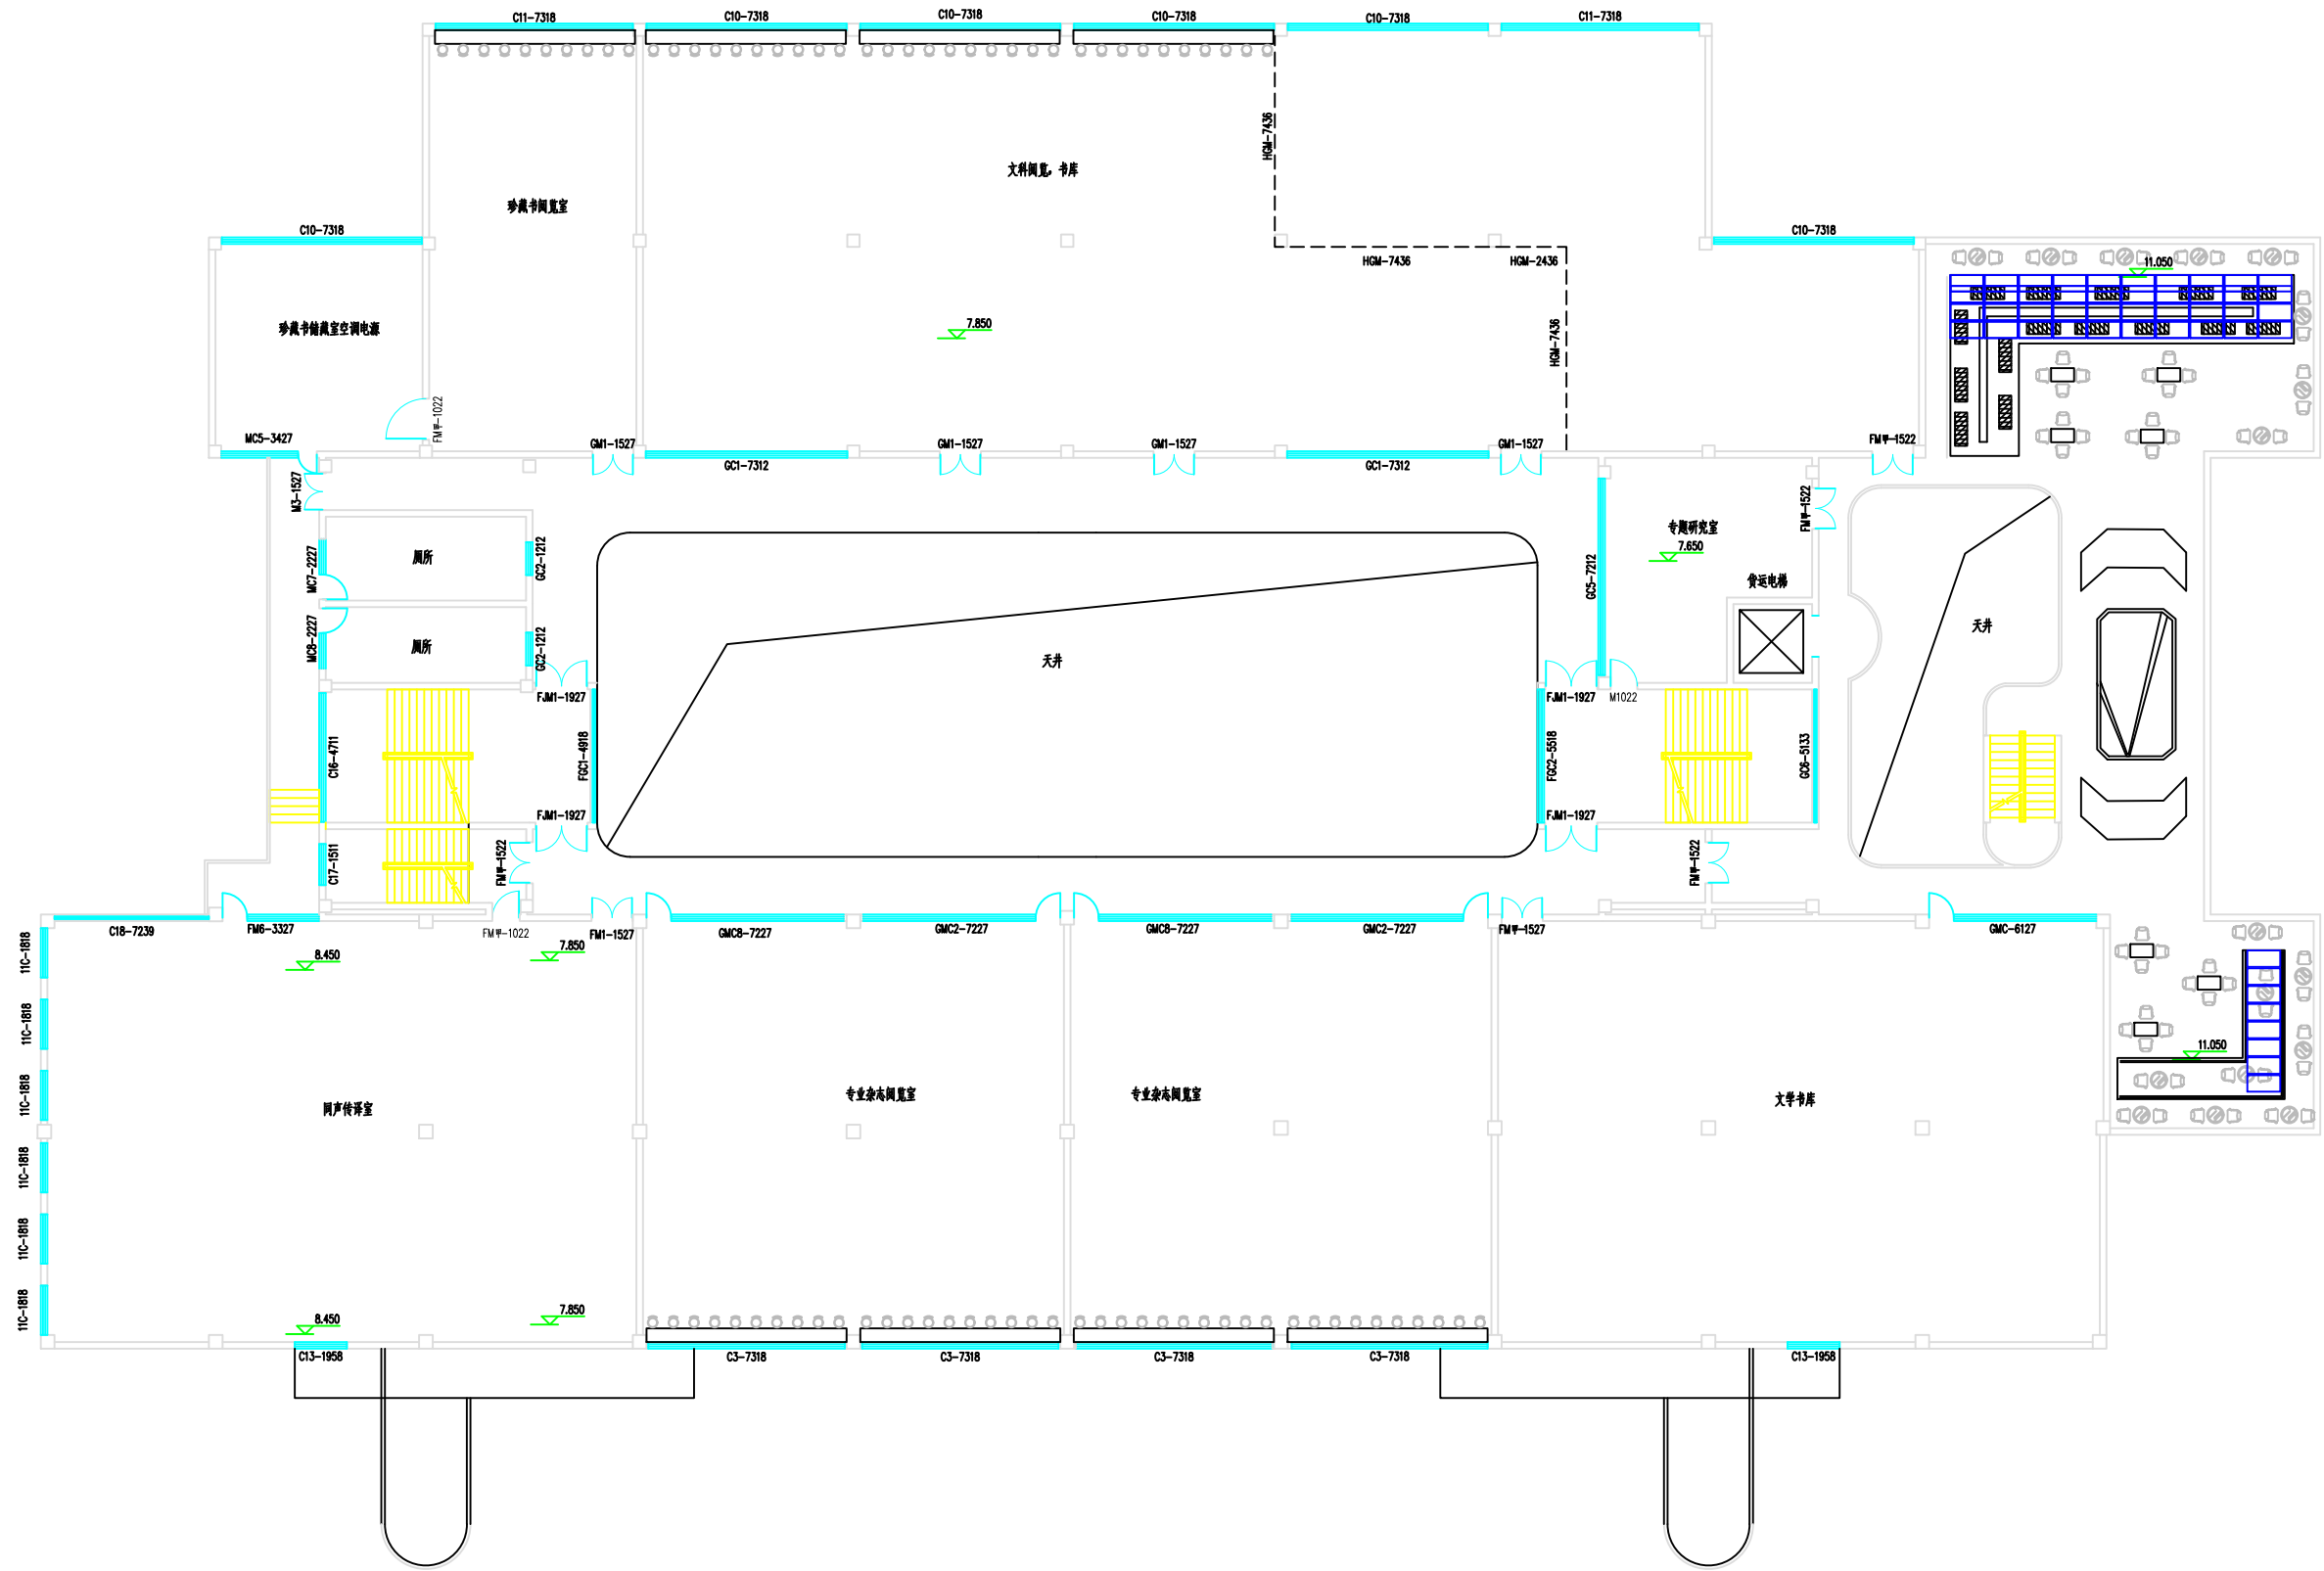 C11-7318
C10-7318
C10-7318
C10-7318
C10-7318
C11-7318
HGM-7436
文科阅览，书库
珍藏书阅览室
C10-7318
C10-7318
HGM-7436
HGM-2436
11.050
珍藏书储藏室空调电源
7.850
HGM-7436
FM甲-1022
MC5-3427
GM1-1527
GC1-7312
GM1-1527
GM1-1527
GC1-7312
GM1-1527
FM甲-1522
M3-1527
FM甲-1522
专题研究室
7.650
厕所
GC2-1212
MC7-2227
GC5-7212
货运电梯
天井
厕所
MC8-2227
GC2-1212
天井
FJM1-1927
FJM1-1927
M1022
C16-4711
FGC1-4918
FGC2-5518
GC6-5133
FJM1-1927
FJM1-1927
C17-1511
FM甲-1522
FM甲-1522
C18-7239
FM6-3327
FM甲-1022
FM1-1527
GMC8-7227
GMC2-7227
GMC8-7227
GMC2-7227
FM甲-1527
GMC-6127
11C-1818
8.450
7.850
11C-1818
11.050
11C-1818
同声传译室
专业杂志阅览室
专业杂志阅览室
文学书库
11C-1818
11C-1818
11C-1818
8.450
7.850
C13-1958
C3-7318
C3-7318
C3-7318
C3-7318
C13-1958